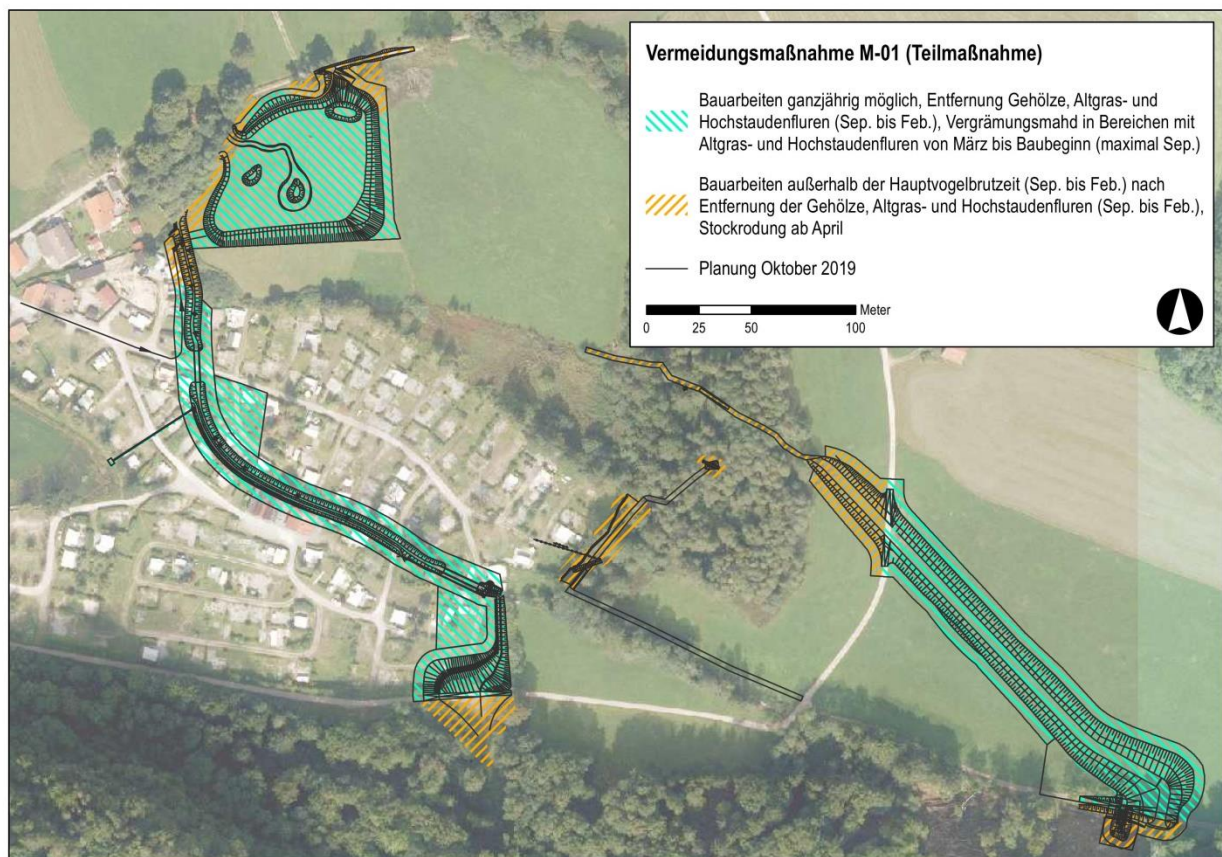 Vermeidungsmaßnahme M-01 (Teilmaßnahme)
Bauarbeiten ganzjährig möglich, Entfernung Gehölze, Altgras- und
Hochstaudenfluren (Sep. bis Feb.), Vergrämungsmahd in Bereichen mit
Altgras- und Hochstaudenfluren von März bis Baubeginn (maximal Sep.)
Bauarbeiten außerhalb der Hauptvogelbrutzeit (Sep. bis Feb.) nach
Entfernung der Gehölze, Altgras- und Hochstaudenfluren (Sep. bis Feb.),
Stockrodung ab April
Planung Oktober 2019
Meter
0 25 50 100